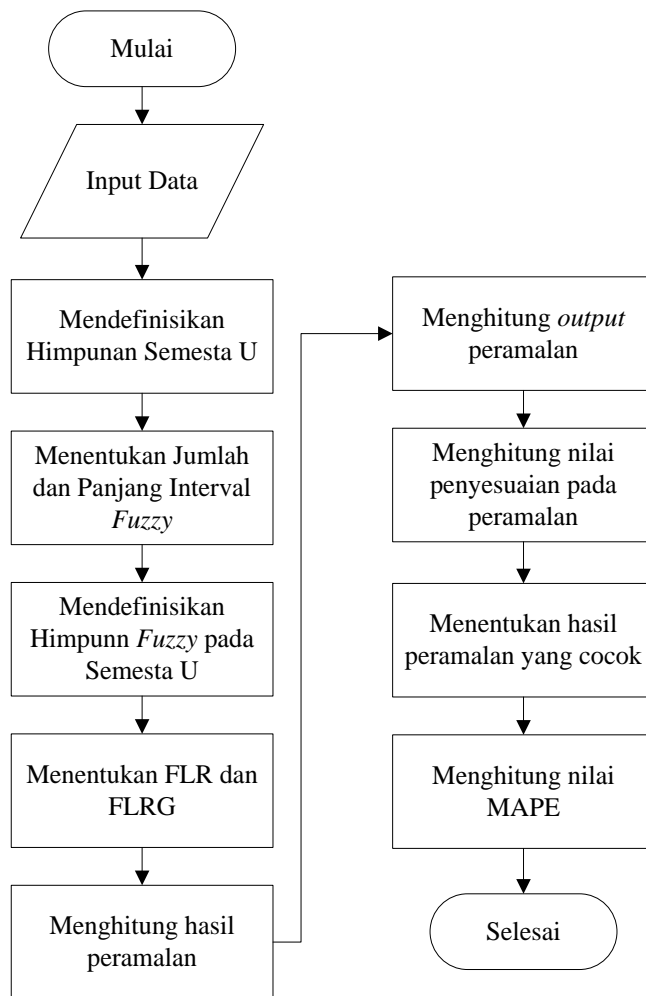 Mulai
Input Data
Mendefinisikan
Himpunan Semesta U
Menentukan Jumlah
dan Panjang Interval
Fuzzy
Mendefinisikan
Himpunn Fuzzy pada
Semesta U
Menentukan FLR dan
FLRG
Menghitung hasil
peramalan
Menghitung output
peramalan
Menghitung nilai
penyesuaian pada
peramalan
Menentukan hasil
peramalan yang cocok
Menghitung nilai
MAPE
Selesai